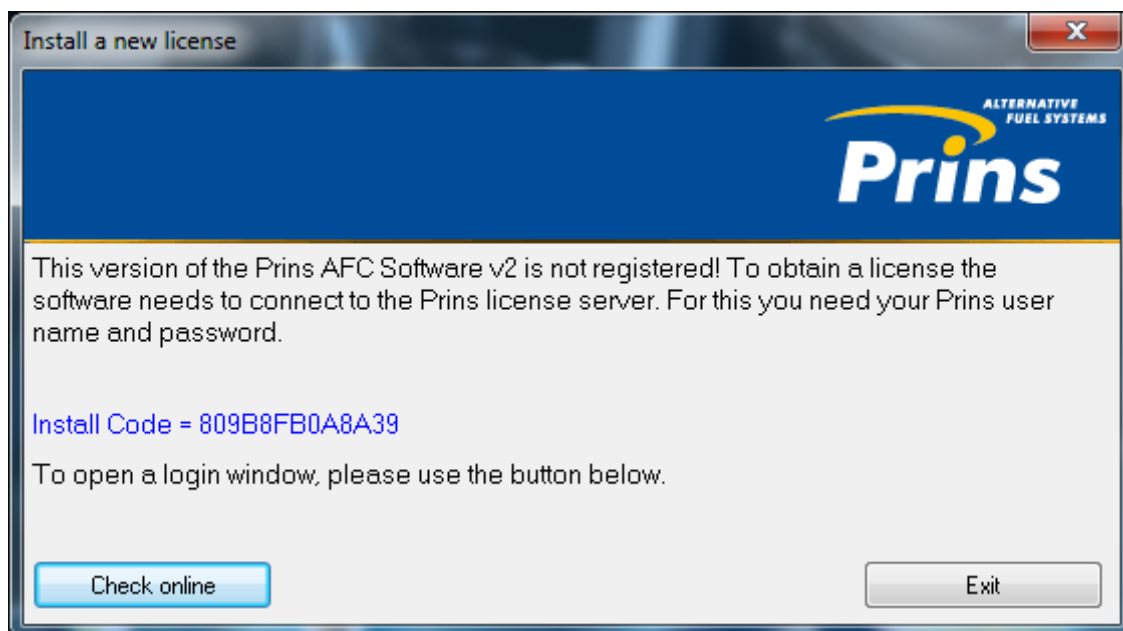 Install a new license
ALTERNATIVE
FUEL SYSTEMS
Prins
This version of the Prins AFC Software v2 is not registered! To obtain a license the
software needs to connect to the Prins license server. For this you need your Prins user
name and password.
Install Code = 809B8FB0A8A39
To open a login window, please use the button below.
Check online
Exit